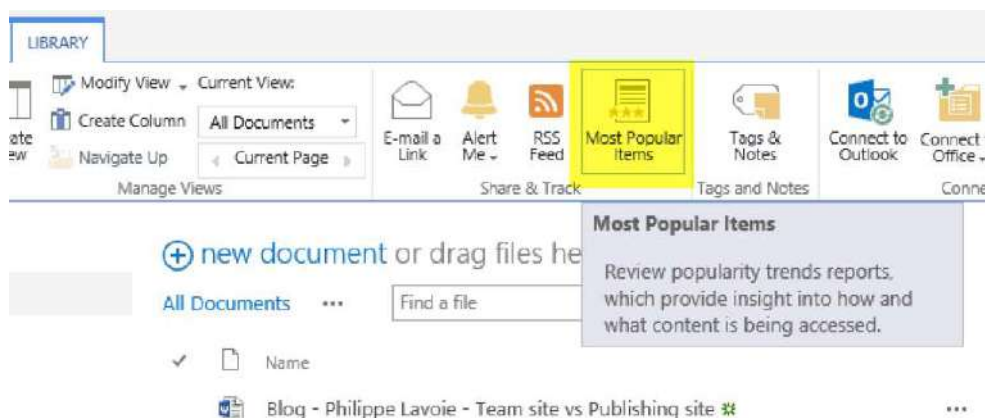 LIBRARY
Modify View Current View:
Create Column All Documents
Navigate Up Current Page
E-mail a Link
Alert Me
RSS Feed
Most Popular Items
Tags & Notes
Connect to Outlook
Connect
Office
Manage Views Share & Track Tags and Notes
Most Popular Items
Review popularity trends reports,
which provide insight into how and
what content is being accessed.
new document or drag files
All Documents ... Find a file
Name
Blog - Philippe Lavoie - Team site vs Publishing site ...